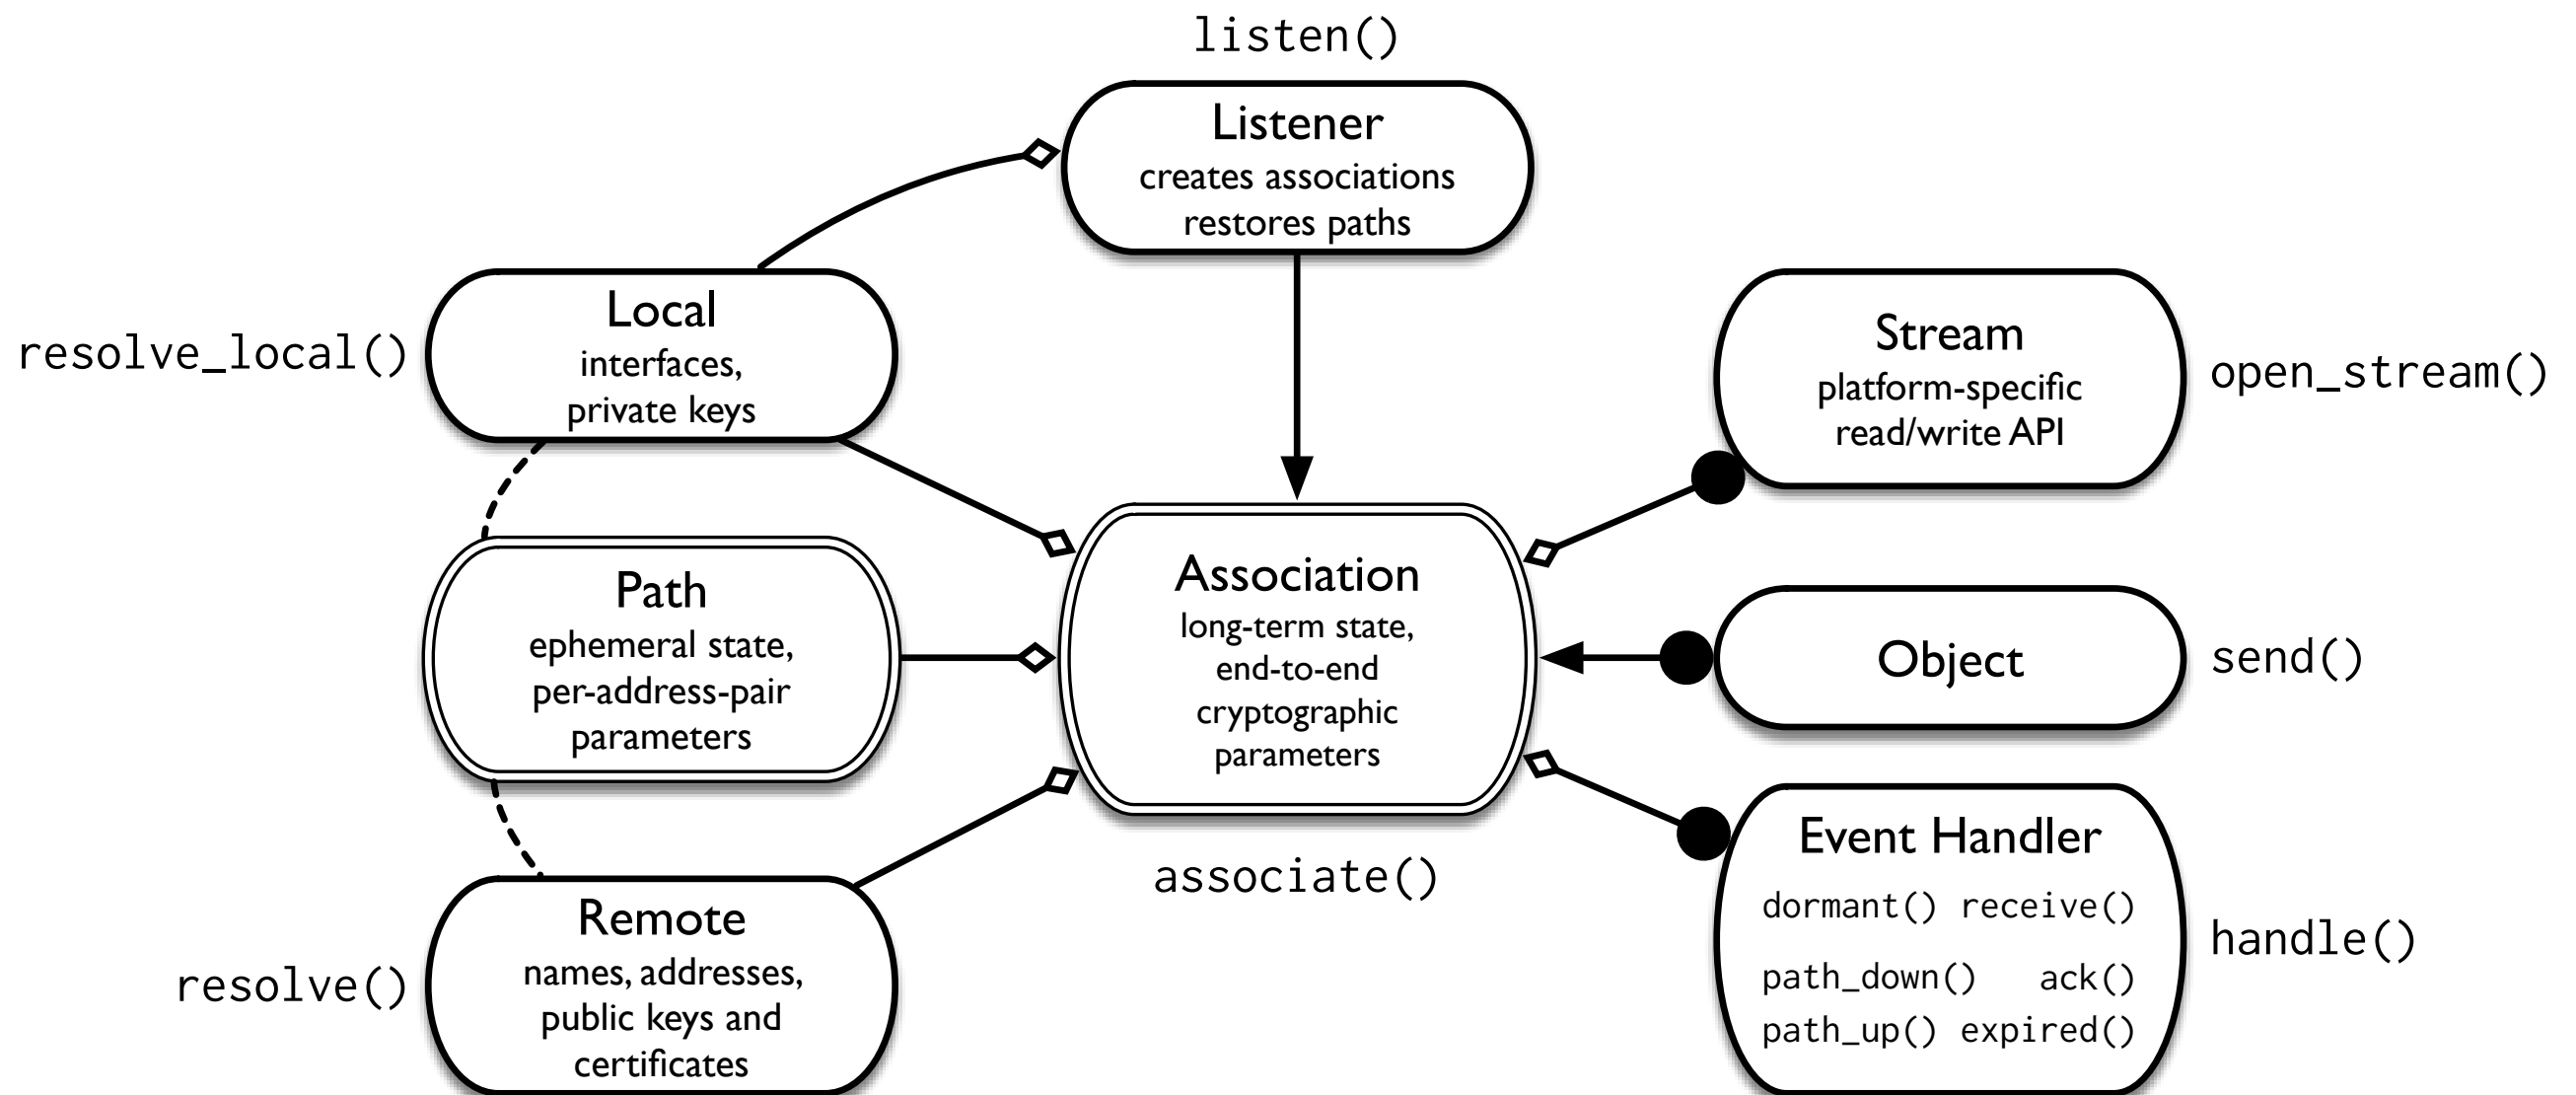 listen()
Listener
creates associations
restores paths
resolve_local()
Local
interfaces,
private keys
Stream
platform-specific
read/write API
open_stream()
Path
ephemeral state,
per-address-pair
parameters
Association
long-term state,
end-to-end
cryptographic
parameters
associate()
Object
send()
resolve()
Remote
names, addresses,
public keys and
certificates
Event Handler
dormant() receive()
path_down() ack()
path_up() expired()
handle()